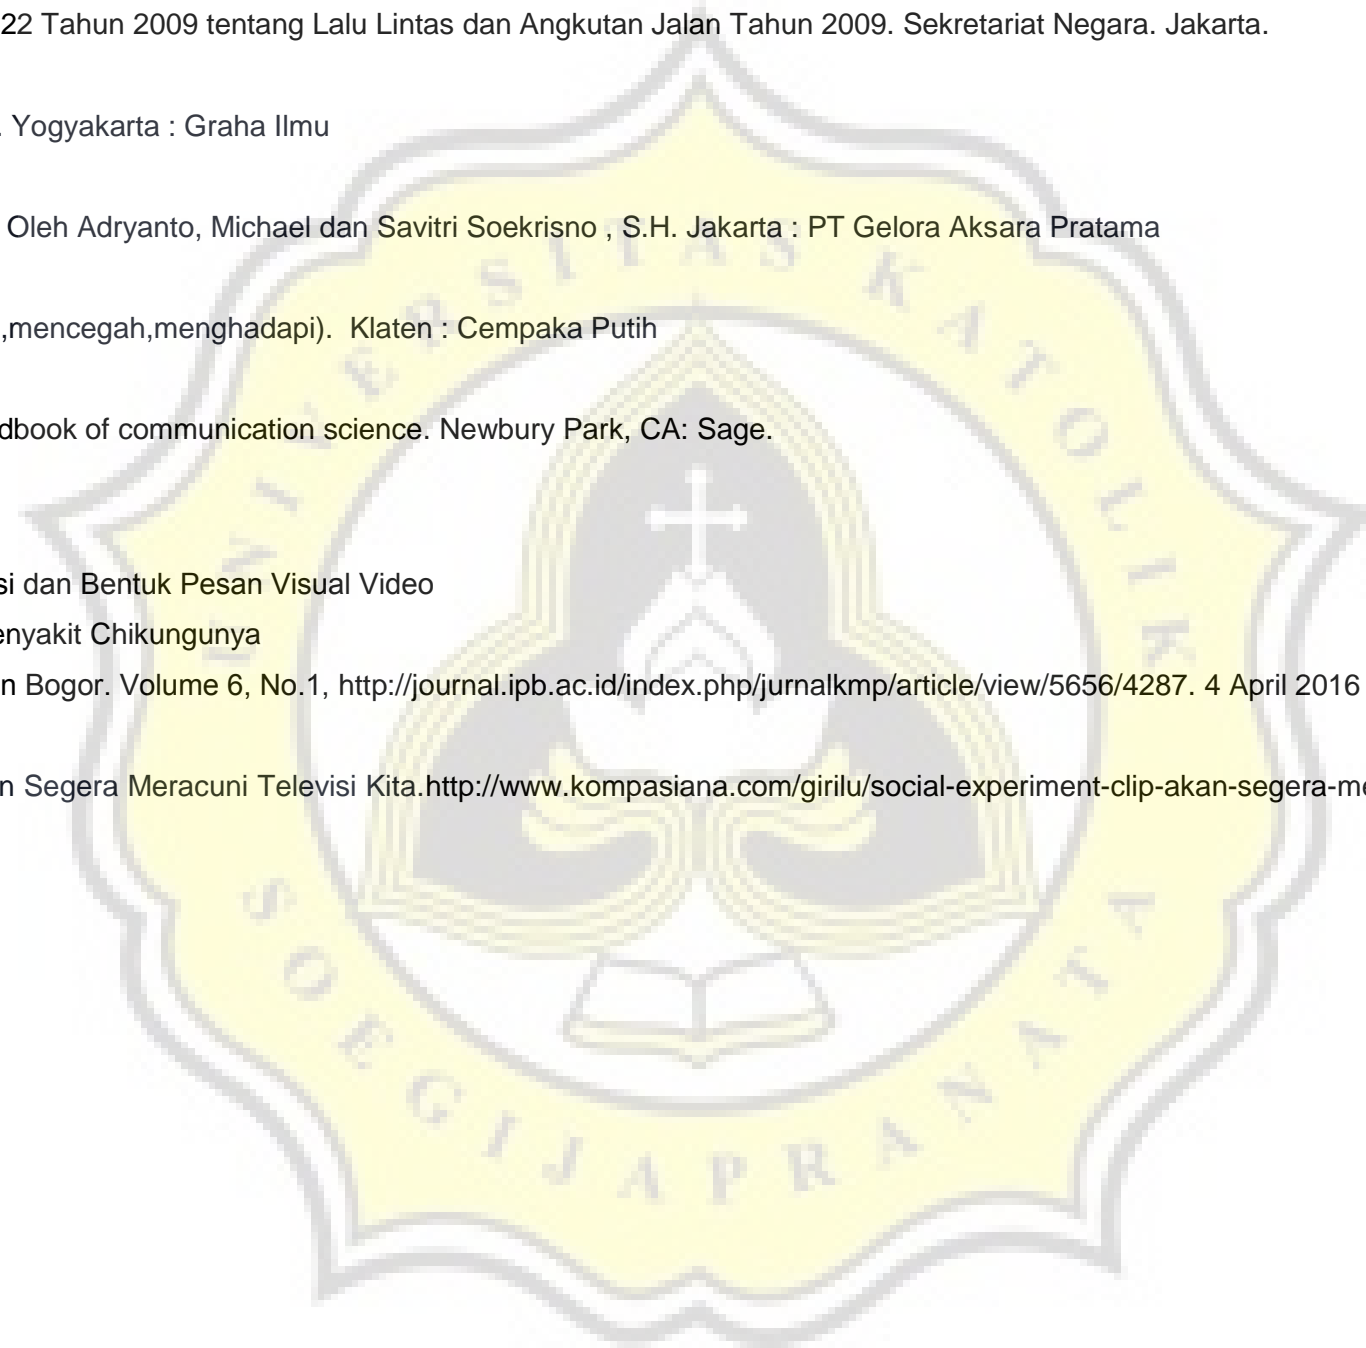 22 Tahun 2009 tentang Lalu Lintas dan Angkutan Jalan Tahun 2009. Sekretariat Negara. Jakarta.
. Yogyakarta : Graha Ilmu
Oleh Adryanto, Michael dan Savitri Soekrisno , S.H. Jakarta : PT Gelora Aksara Pratama
,mencegah,menghadapi).  Klaten : Cempaka Putih
dbook of communication science. Newbury Park, CA: Sage.
si dan Bentuk Pesan Visual Video
enyakit Chikungunya
n Bogor. Volume 6, No.1, http://journal.ipb.ac.id/index.php/jurnalkmp/article/view/5656/4287. 4 April 2016
n Segera Meracuni Televisi Kita.http://www.kompasiana.com/girilu/social-experiment-clip-akan-segera-me
UNIVERSITAS KATOLIK
SOEGIJAPRANATA